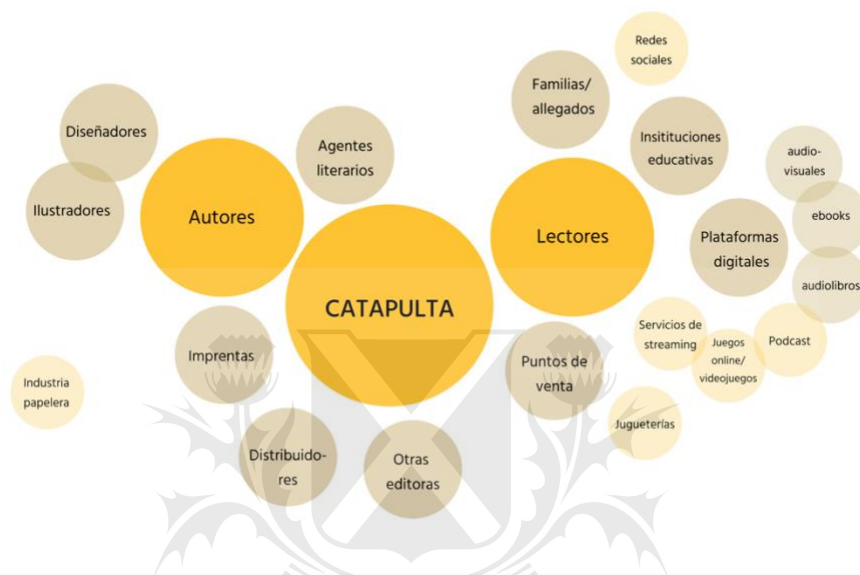 Redes
sociales
Familias/
allegados
Diseñadores
Agentes
literarios
Insitituciones
educativas
audio-
visuales
Ilustradores
Autores
Lectores
ebooks
Plataformas
digitales
audiolibros
CATAPULTA
Servicios de
streaming
Juegos
online/
videojuegos
Podcast
Imprentas
Puntos de
venta
Industria
papelera
Jugueterías
Distribuido-
res
Otras
editoras